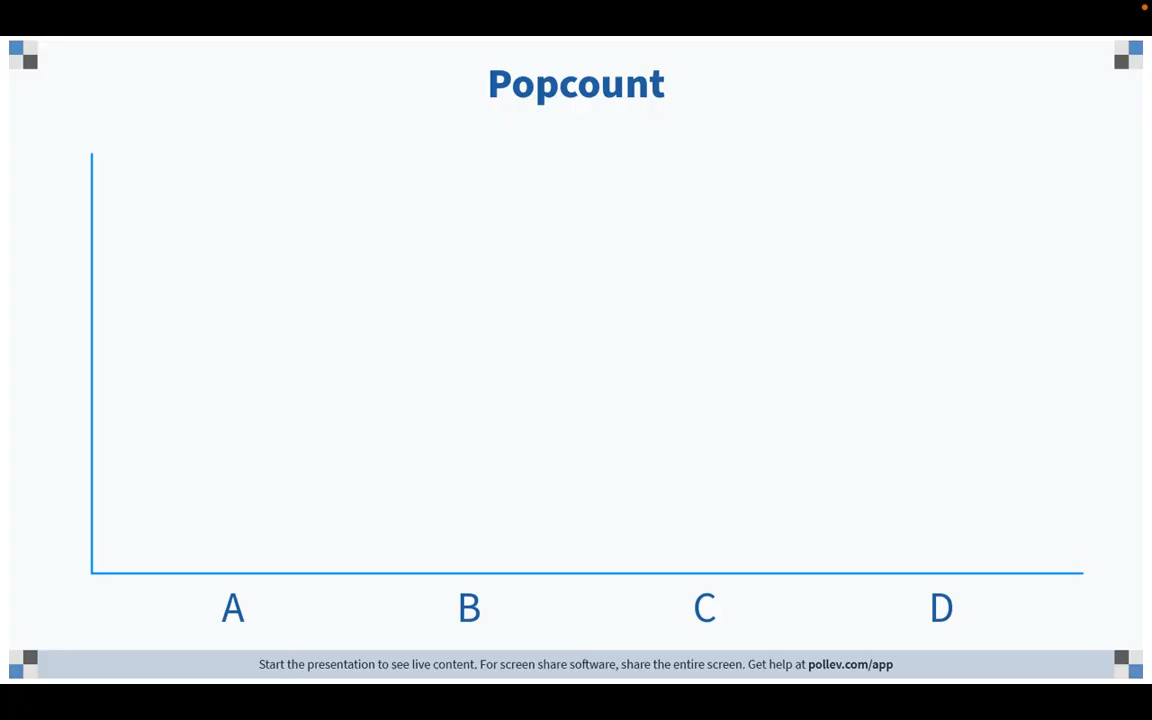 Popcount
A B C D
Start the presentation to see live content. For screen share software, share the entire screen. Get help at pollev.com/app